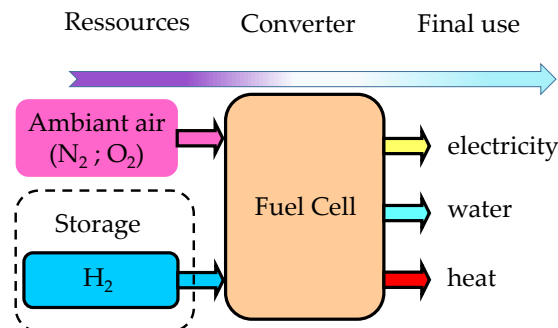 Ressources Converter Final use
Ambiant air
(N₂ ; O₂)
Storage
H₂
Fuel Cell
electricity
water
heat